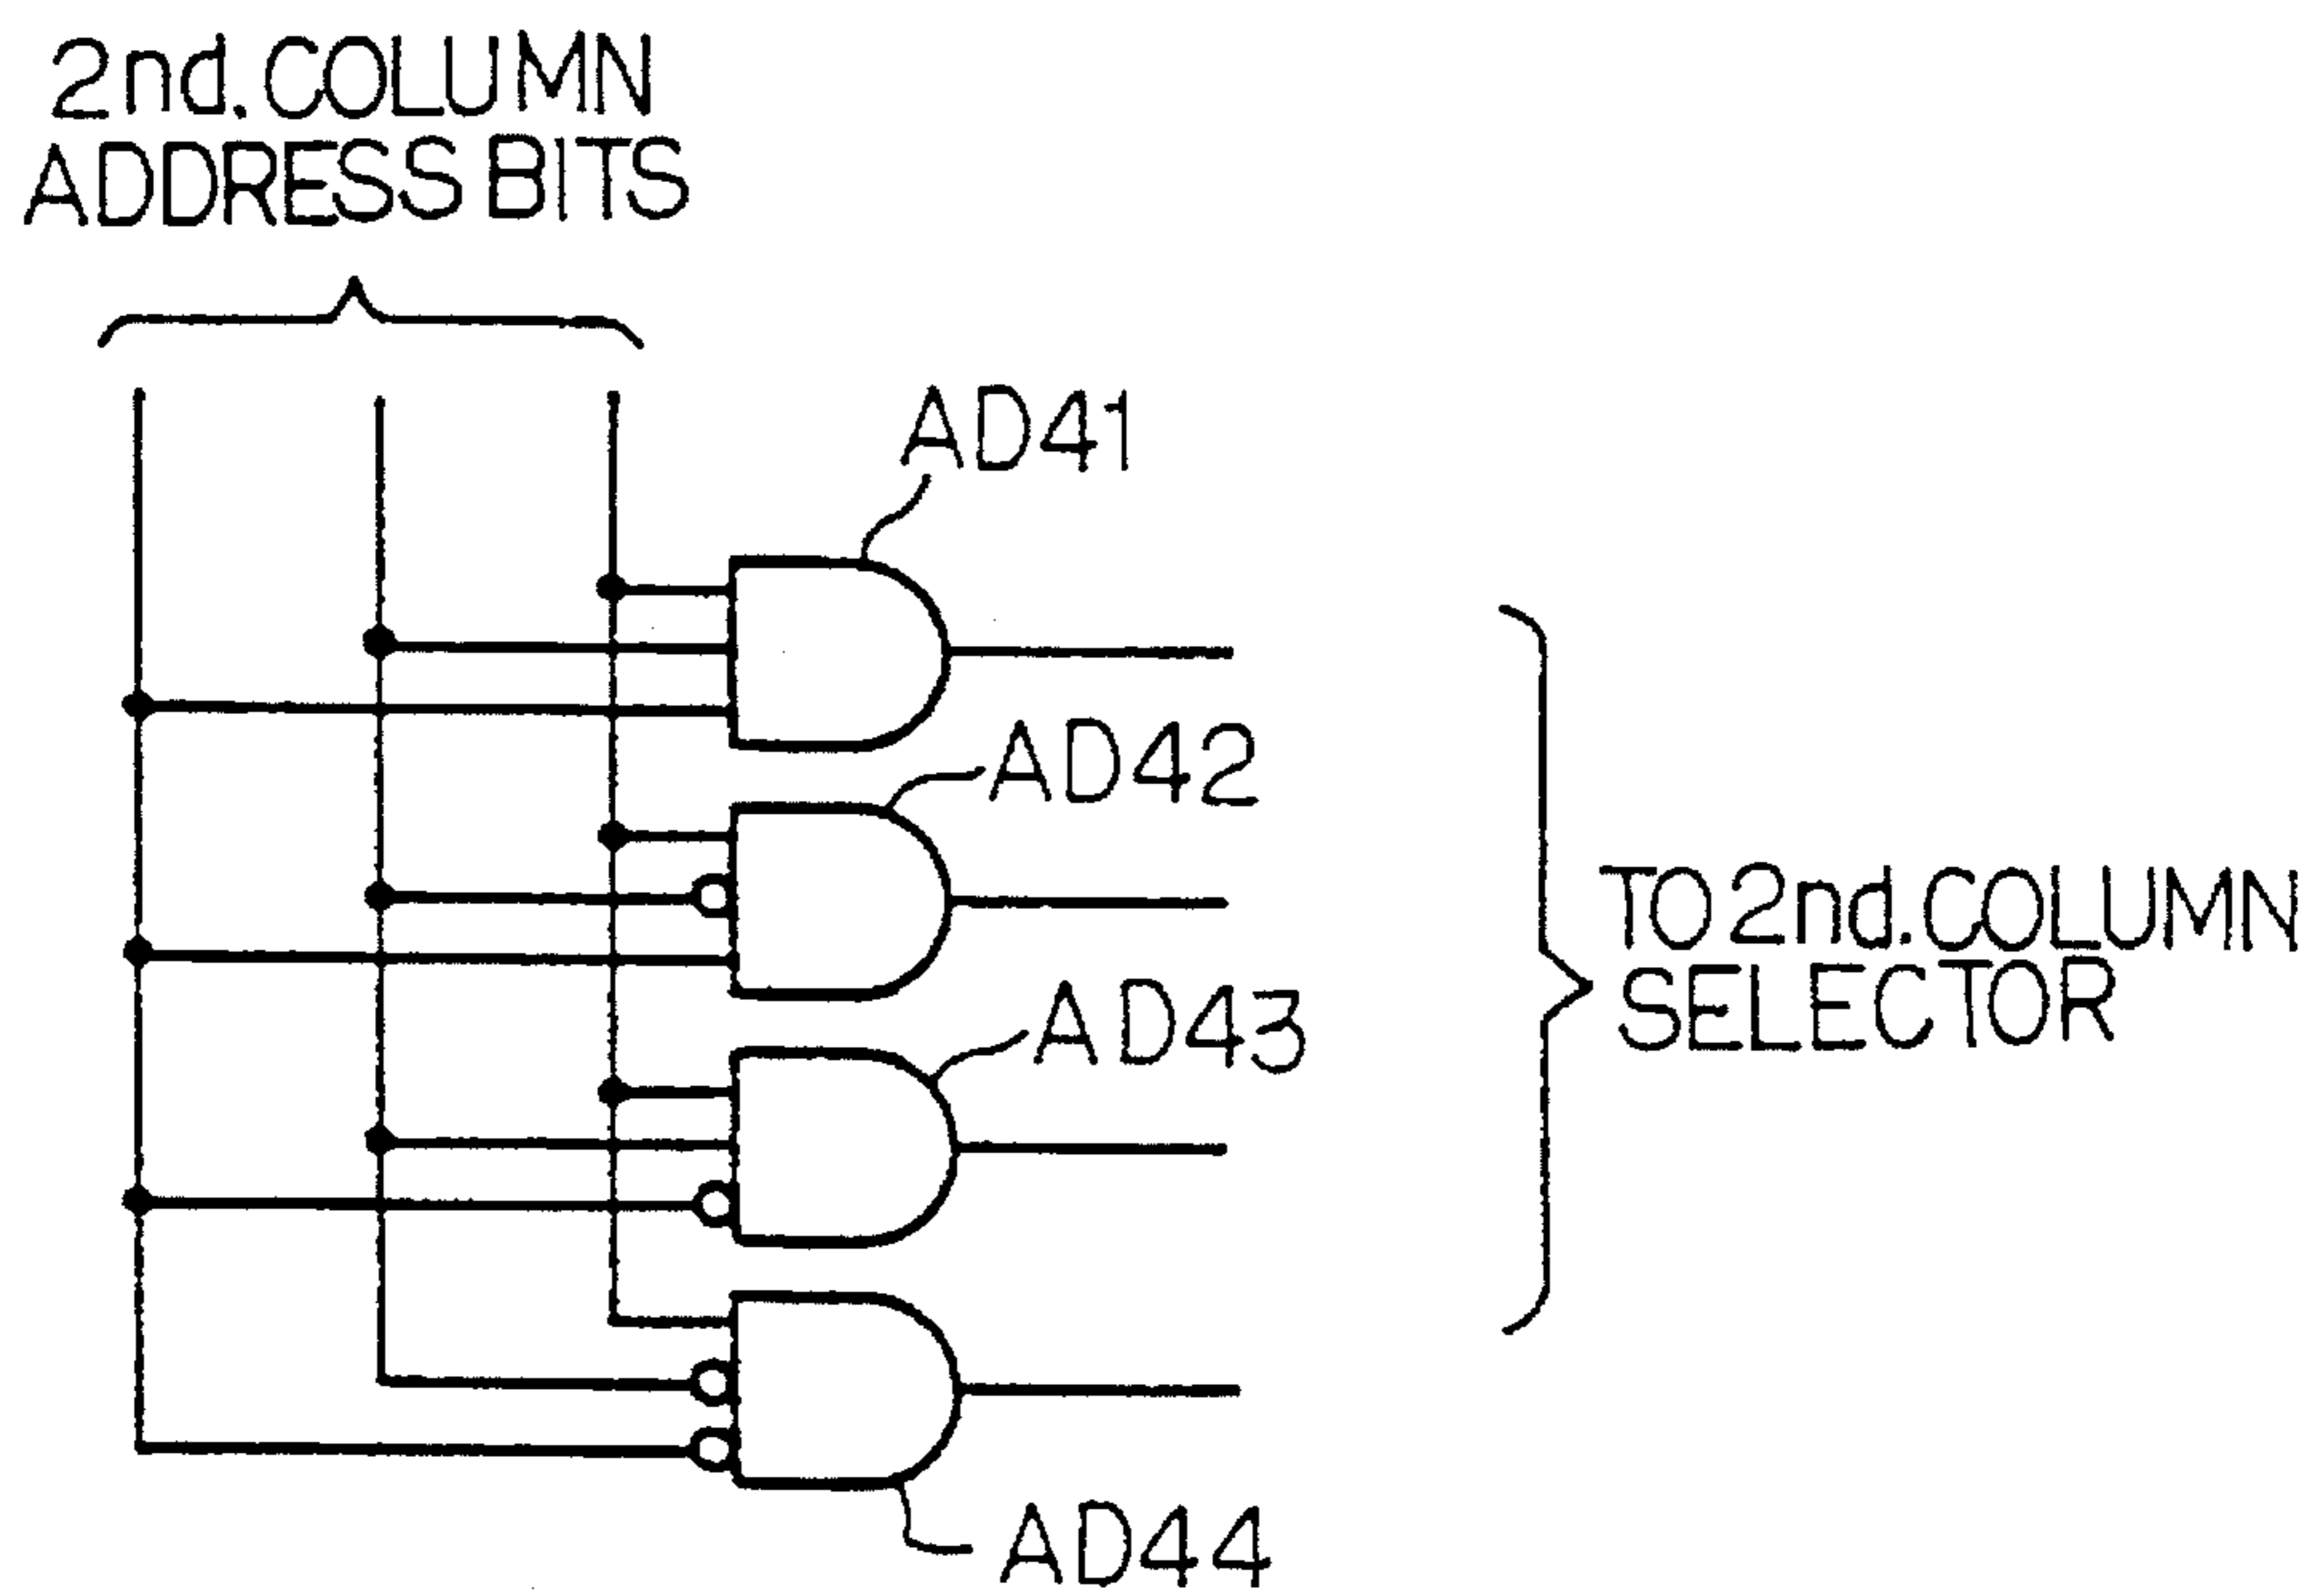 2nd.COLUMN
ADDRESS BITS
AD41
AD42
AD43
TO 2nd.COLUMN
SELECTOR
AD44